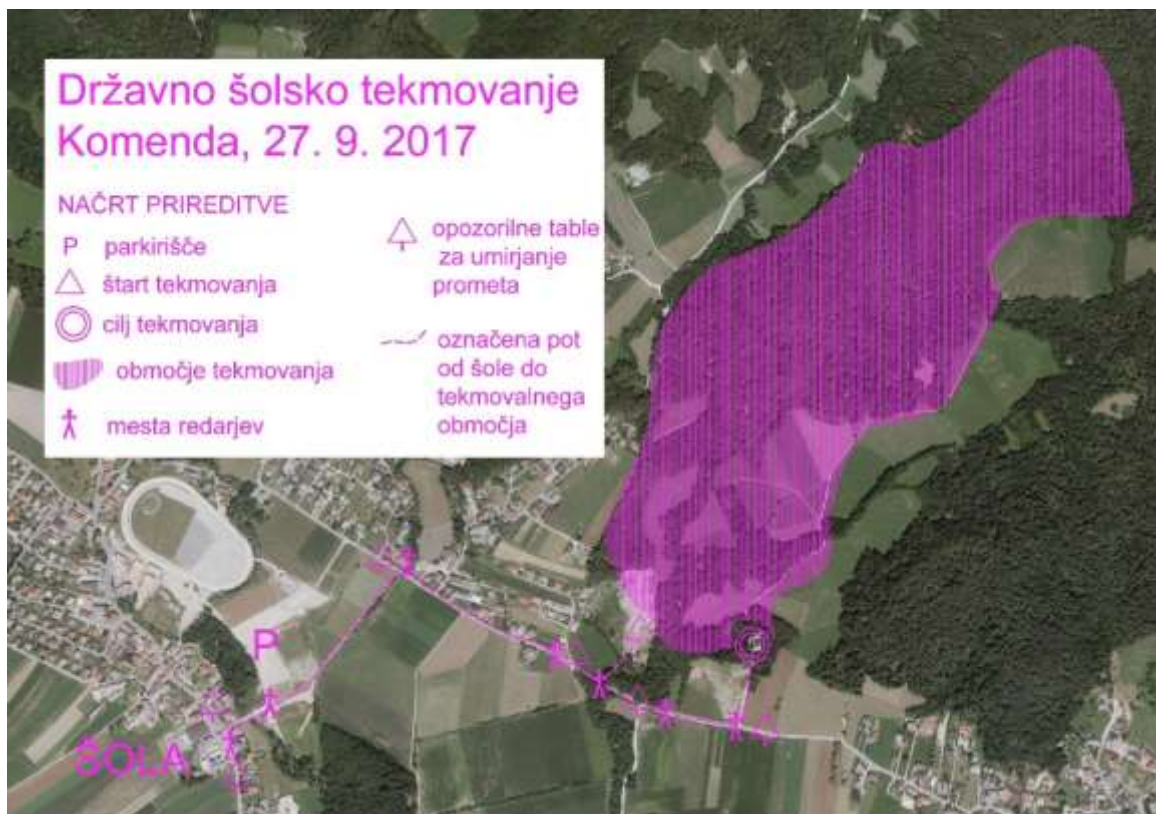 Državno šolsko tekmovanje
Komenda, 27. 9. 2017
NAČRT PRIREDITVE
P parkirišče
štart tekmovanja
cilj tekmovanja
območje tekmovanja
mesta redarjev
opozorilne table
za umirjanje
prometa
označena pot
od šole do
tekmovalnega
območja
P
ŠOLA